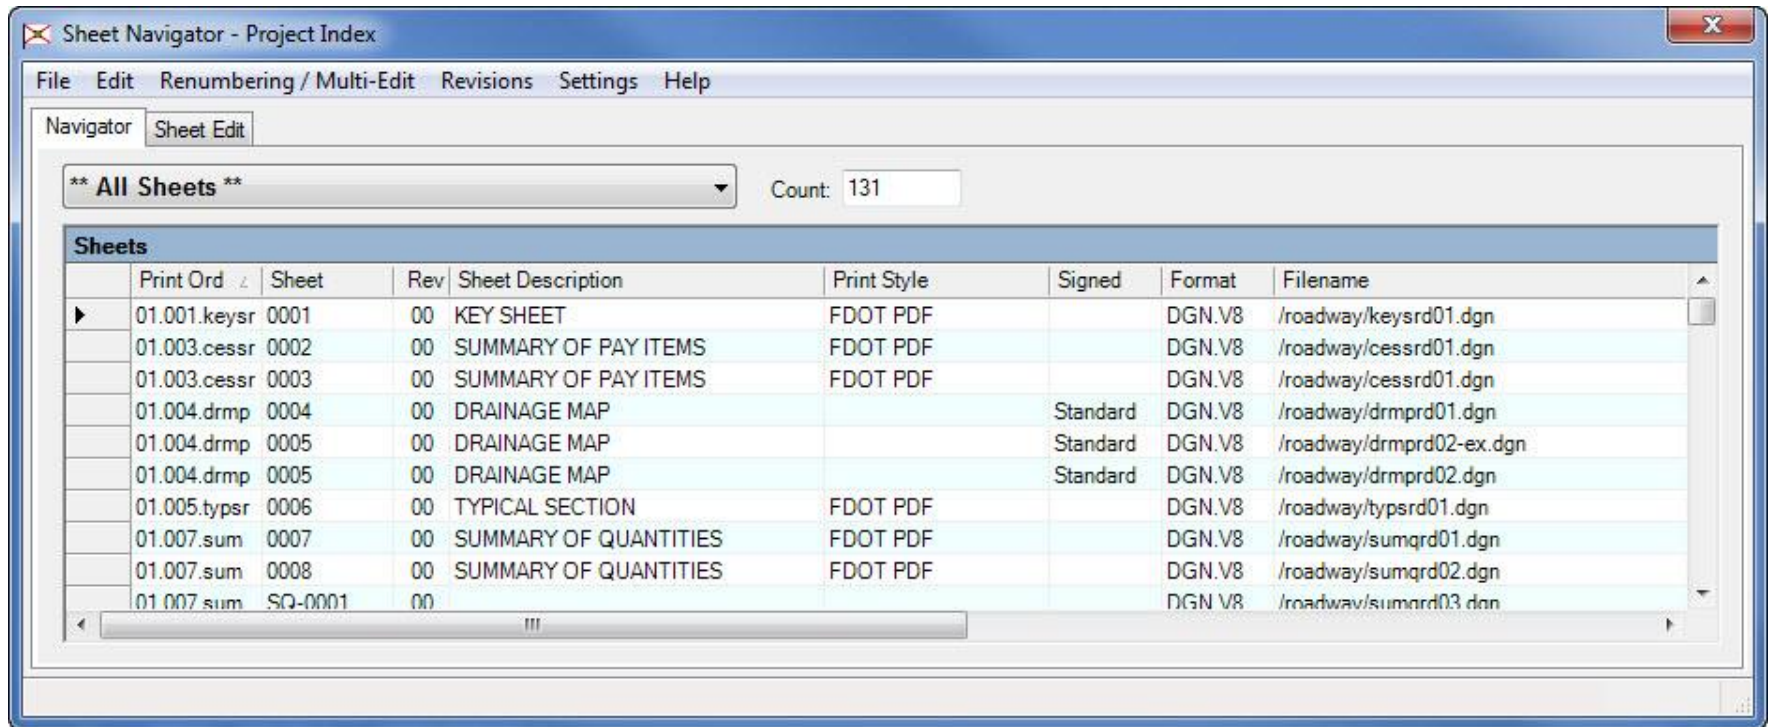 Sheet Navigator - Project Index
File Edit Renumbering / Multi-Edit Revisions Settings Help
Navigator Sheet Edit
** All Sheets ** Count: 131
Sheets
Print Ord Sheet Rev Sheet Description Print Style Signed Format Filename
01.001.keysr 0001 00 KEY SHEET FDOT PDF DGN.V8 /roadway/keysrd01.dgn
01.003.cessr 0002 00 SUMMARY OF PAY ITEMS FDOT PDF DGN.V8 /roadway/cessrd01.dgn
01.003.cessr 0003 00 SUMMARY OF PAY ITEMS FDOT PDF DGN.V8 /roadway/cessrd01.dgn
01.004.drmp 0004 00 DRAINAGE MAP Standard DGN.V8 /roadway/drmprd01.dgn
01.004.drmp 0005 00 DRAINAGE MAP Standard DGN.V8 /roadway/drmprd02-ex.dgn
01.004.drmp 0005 00 DRAINAGE MAP Standard DGN.V8 /roadway/drmprd02.dgn
01.005.typsr 0006 00 TYPICAL SECTION FDOT PDF DGN.V8 /roadway/typsrd01.dgn
01.007.sum 0007 00 SUMMARY OF QUANTITIES FDOT PDF DGN.V8 /roadway/sumqrd01.dgn
01.007.sum 0008 00 SUMMARY OF QUANTITIES FDOT PDF DGN.V8 /roadway/sumqrd02.dgn
01.007.sum SQ-0001 00 DGN.V8 /roadway/sumqrd03.dgn